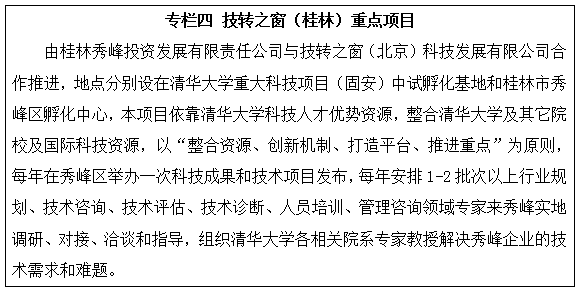 专栏四 技转之窗（桂林）重点项目
由桂林秀峰投资发展有限责任公司与技转之窗（北京）科技发展有限公司合
作推进，地点分别设在清华大学重大科技项目（固安）中试孵化基地和桂林市秀
峰区孵化中心，本项目依靠清华大学科技人才优势资源，整合清华大学及其它院
校及国际科技资源，以“整合资源、创新机制、打造平台、推进重点”为原则，
每年在秀峰区举办一次科技成果和技术项目发布，每年安排1-2批次以上行业规
划、技术咨询、技术评估、技术诊断、人员培训、管理咨询领域专家来秀峰实地
调研、对接、洽谈和指导，组织清华大学各相关院系专家教授解决秀峰企业的技
术需求和难题。